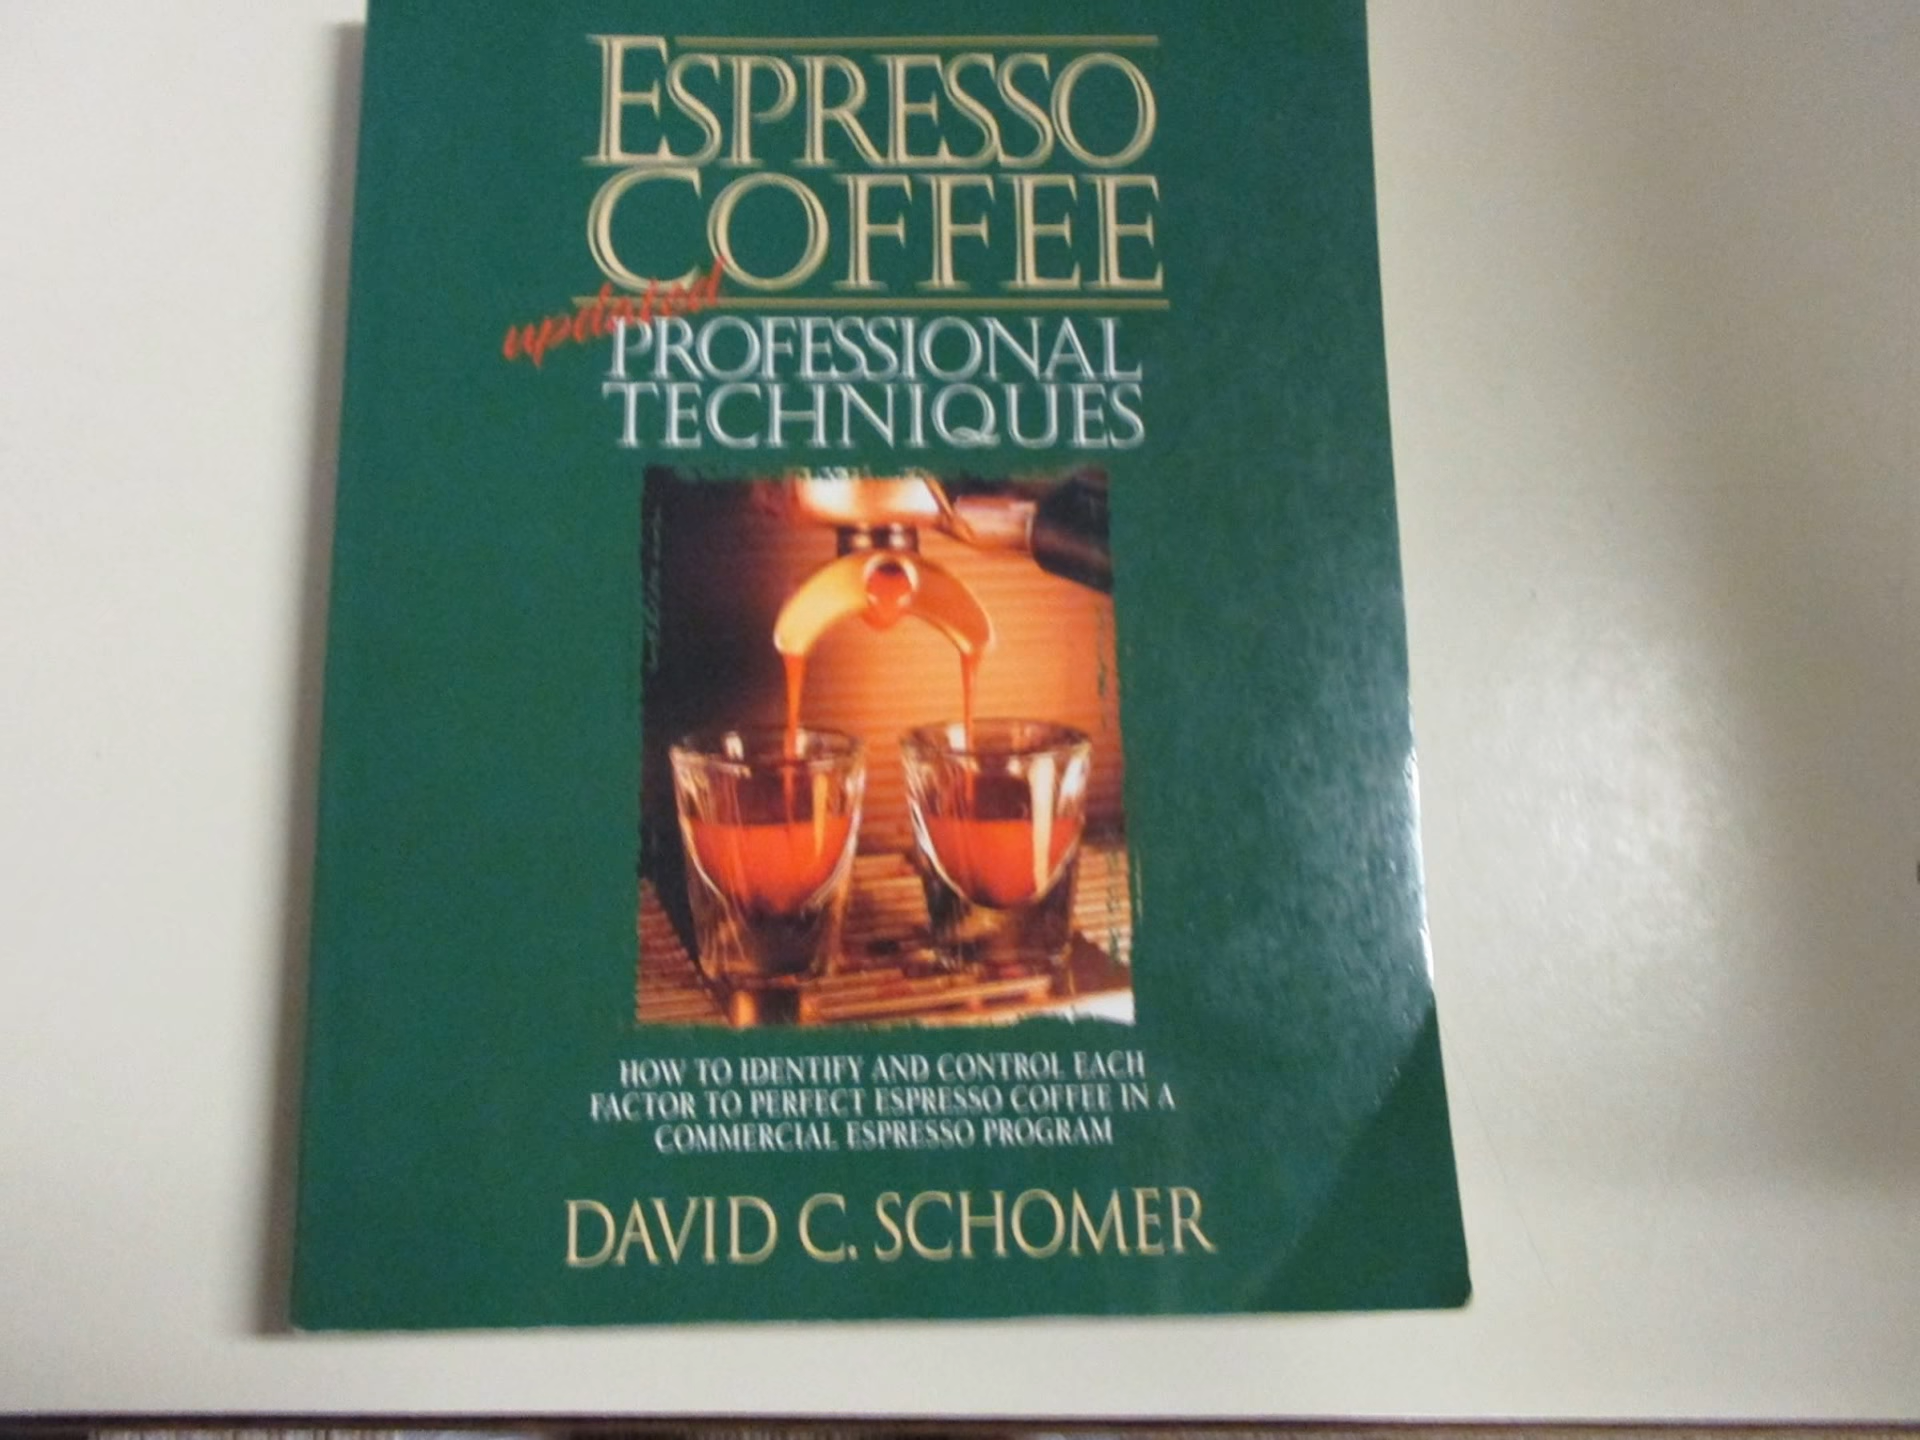 ESPRESSO
COFFEE
updated
PROFESSIONAL
TECHNIQUES
HOW TO IDENTIFY AND CONTROL EACH
FACTOR TO PERFECT ESPRESSO COFFEE IN A
COMMERCIAL ESPRESSO PROGRAM
DAVID C. SCHOMER